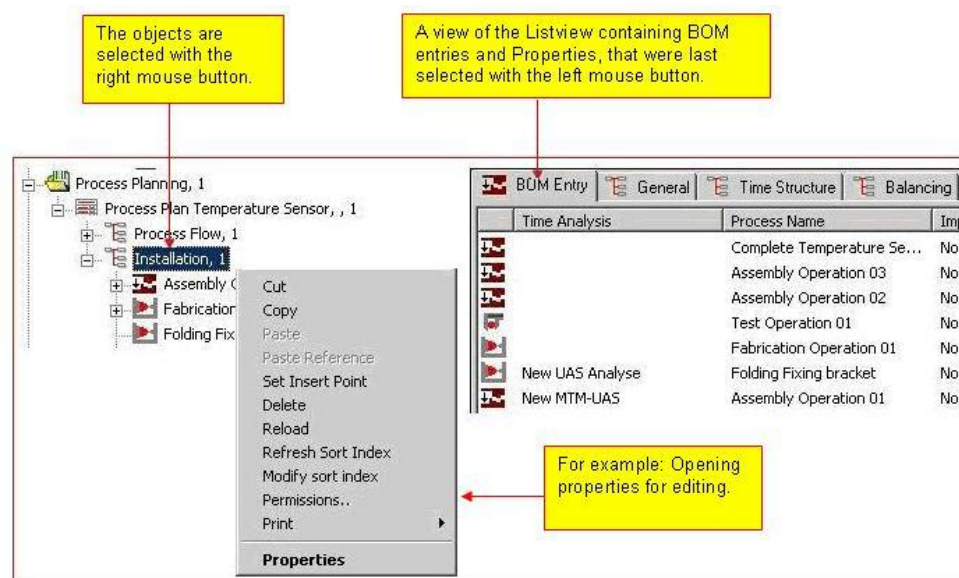 The objects are
selected with the
right mouse button.
A view of the Listview containing BOM
entries and Properties, that were last
selected with the left mouse button.
Process Planning, 1
Process Plan Temperature Sensor, , 1
Process Flow, 1
Installation, 1
Assembly
Fabrication
Folding Fix
Cut
Copy
Paste
Paste Reference
Set Insert Point
Delete
Reload
Refresh Sort Index
Modify sort index
Permissions..
Print
Properties
BOM Entry General Time Structure Balancing
Time Analysis Process Name Imp
Complete Temperature Se... No
Assembly Operation 03 No
Assembly Operation 02 No
Test Operation 01 No
Fabrication Operation 01 No
New UAS Analyse Folding Fixing bracket No
New MTM-UAS Assembly Operation 01 No
For example: Opening
properties for editing.